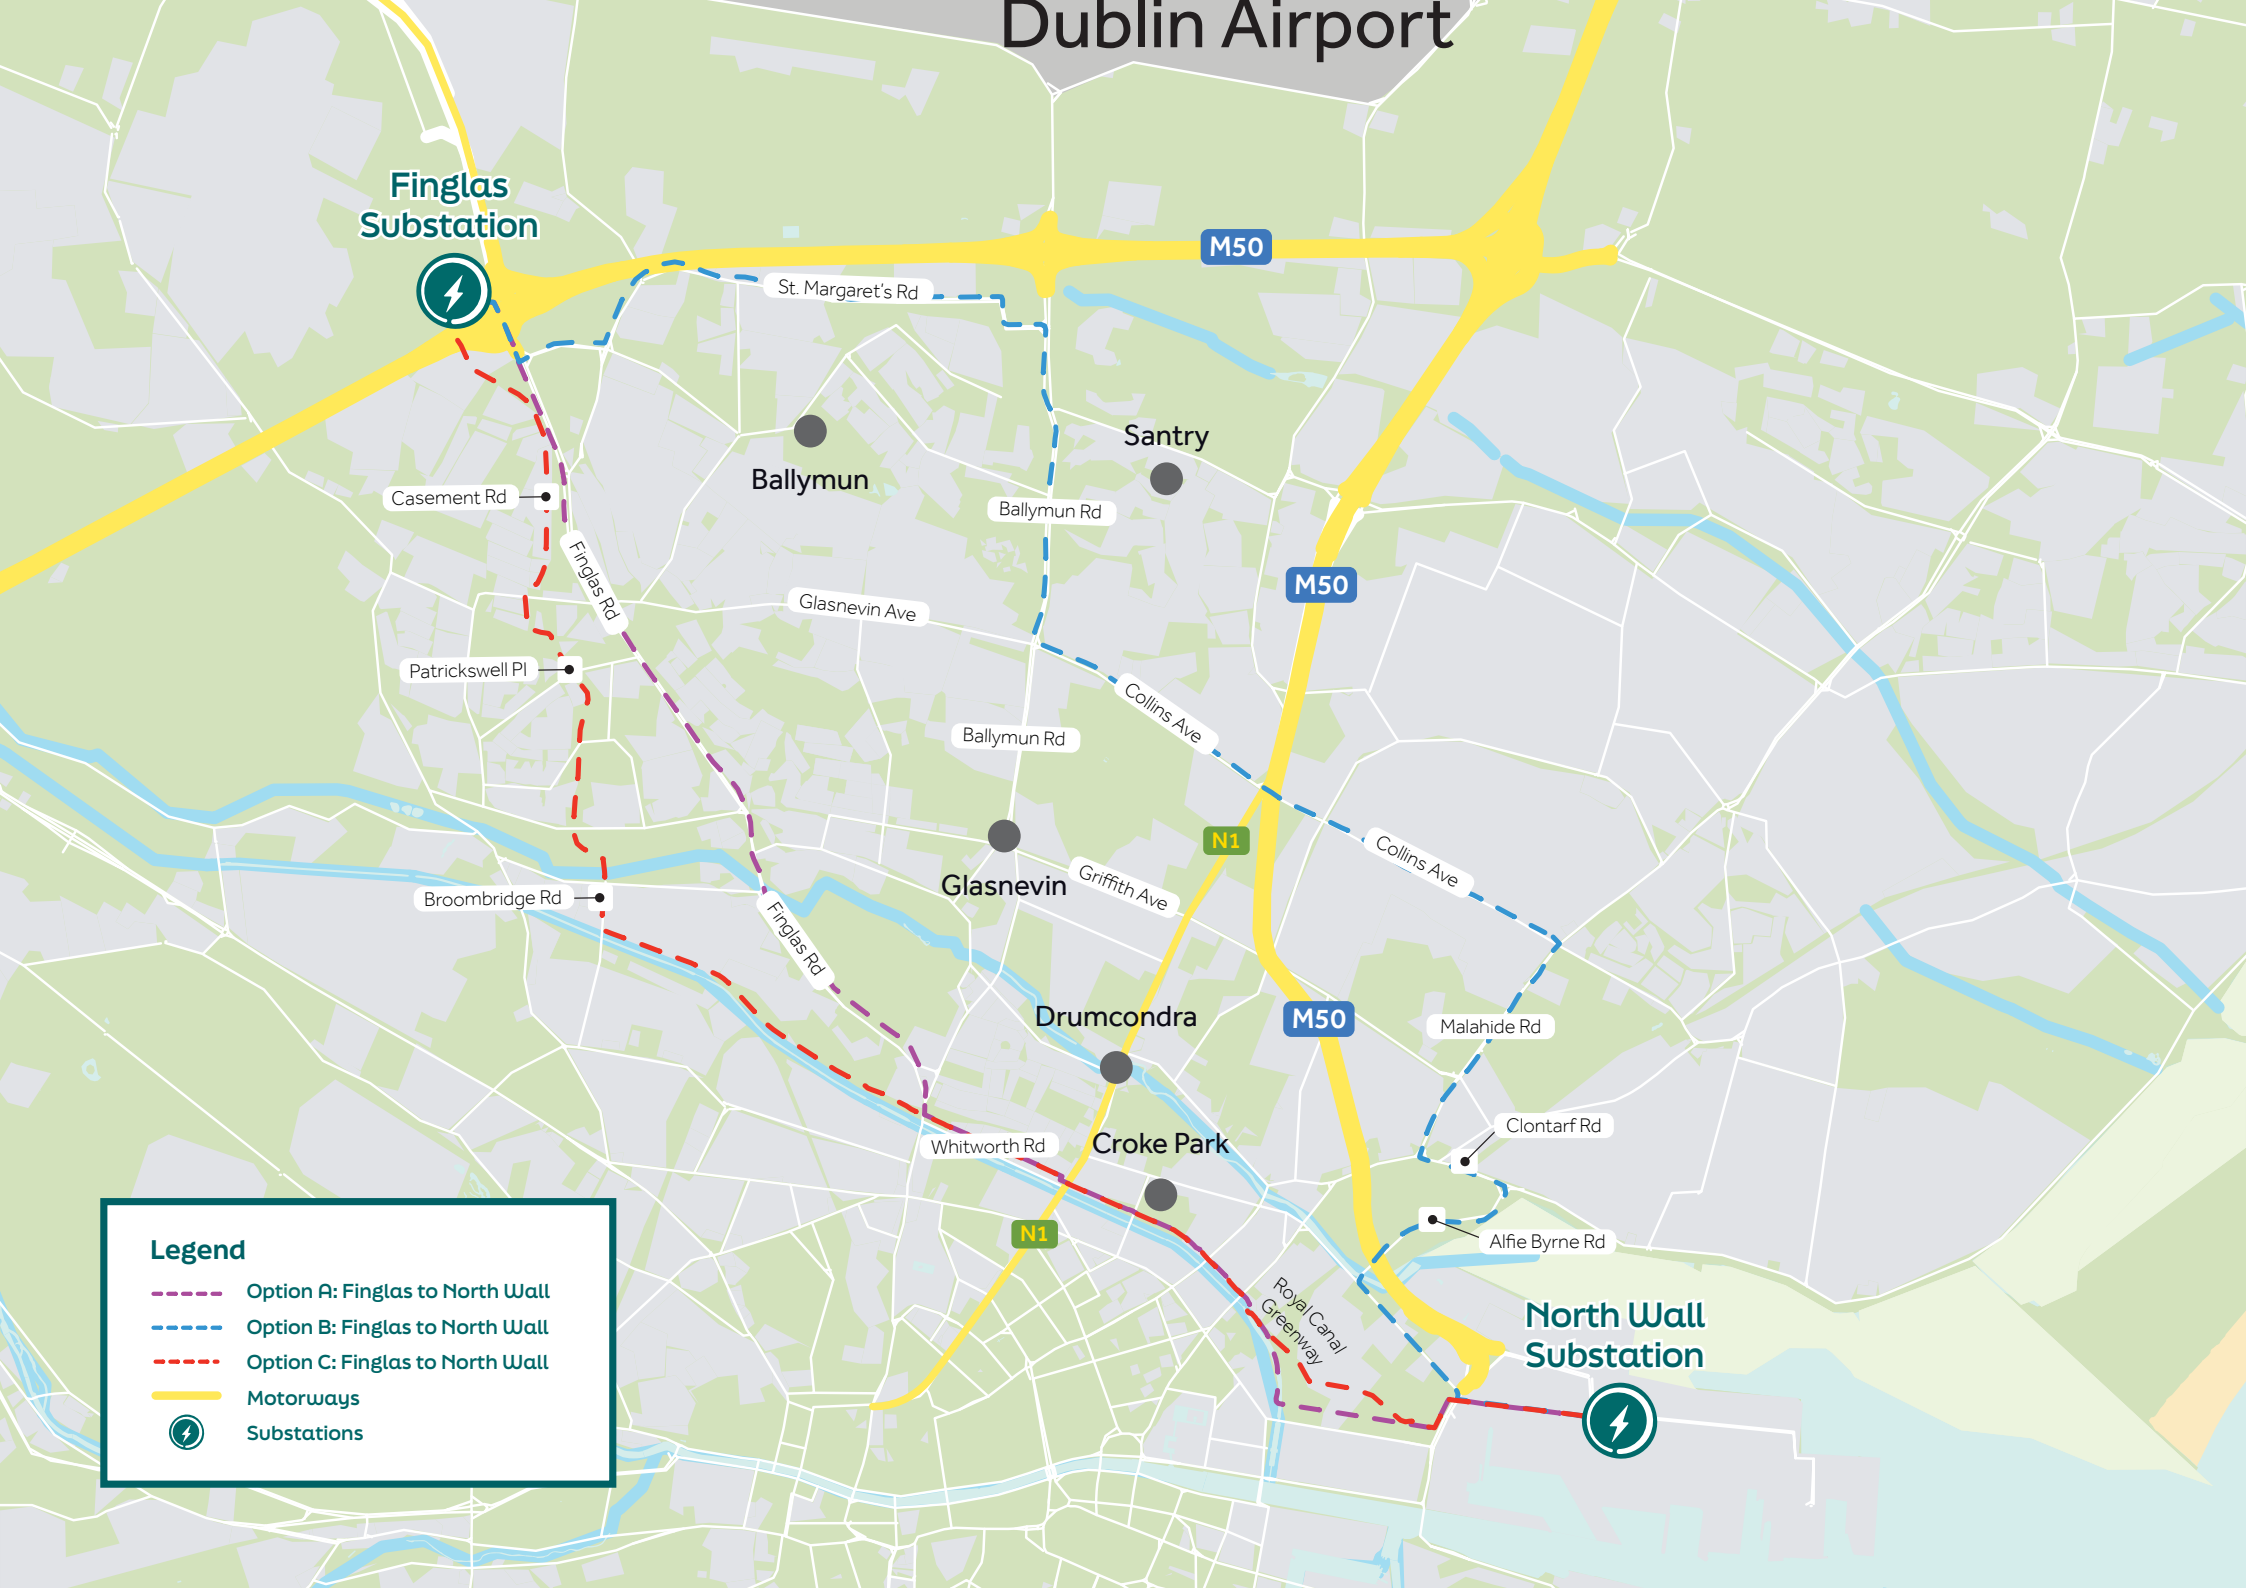 Dublin Airport
Finglas
Substation
M50
St. Margaret's Rd
Santry
Ballymun
Casement Rd
Ballymun Rd
Finglas Rd
M50
Glasnevin Ave
Patrickswell Pl
Collins Ave
Ballymun Rd
N1
Collins Ave
Glasnevin
Griffith Ave
Broombridge Rd
Finglas Rd
Drumcondra
M50
Malahide Rd
Clontarf Rd
Whitworth Rd
Croke Park
N1
Alfie Byrne Rd
Royal Canal
Greenway
North Wall
Substation
Legend
Option A: Finglas to North Wall
Option B: Finglas to North Wall
Option C: Finglas to North Wall
Motorways
Substations